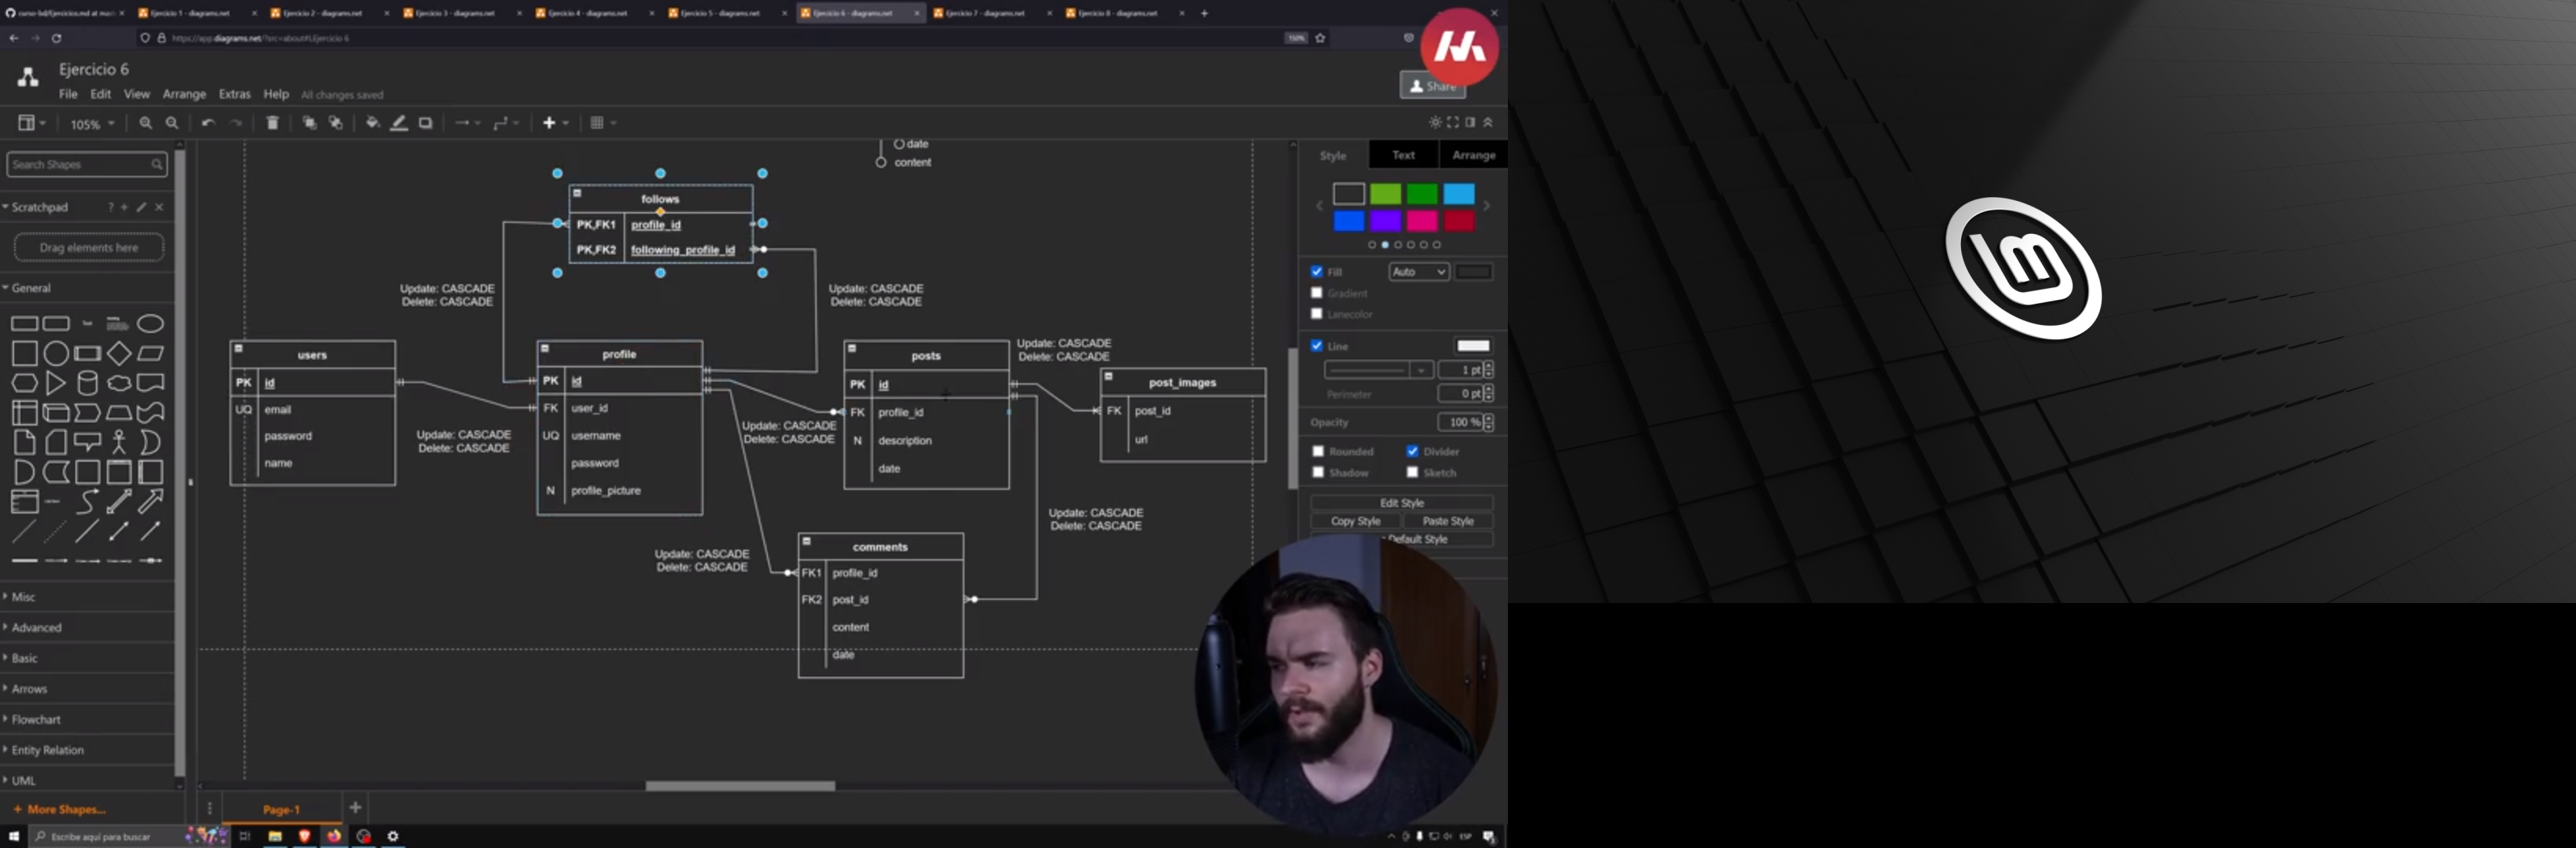 curso-bd/Ejercicios.md at mast
Ejercicio 1 - diagrams.net
Ejercicio 2 - diagrams.net
Ejercicio 3 - diagrams.net
Ejercicio 4 - diagrams.net
Ejercicio 5 - diagrams.net
Ejercicio 6 - diagrams.net
Ejercicio 7 - diagrams.net
Ejercicio 8 - diagrams.net
https://app.diagrams.net/?src=about#LEjercicio 6
150%
Ejercicio 6
File Edit View Arrange Extras Help All changes saved
Share
105%
Search Shapes
Scratchpad
Drag elements here
General
Misc
Advanced
Basic
Arrows
Flowchart
Entity Relation
UML
+ More Shapes...
date
content
follows
PK,FK1 profile_id
PK,FK2 following_profile_id
Update: CASCADE
Delete: CASCADE
Update: CASCADE
Delete: CASCADE
users
PK id
UQ email
password
name
Update: CASCADE
Delete: CASCADE
profile
PK id
FK user_id
UQ username
password
N profile_picture
Update: CASCADE
Delete: CASCADE
posts
PK id
FK profile_id
N description
date
Update: CASCADE
Delete: CASCADE
post_images
FK post_id
url
Update: CASCADE
Delete: CASCADE
Update: CASCADE
Delete: CASCADE
comments
FK1 profile_id
FK2 post_id
content
date
Style Text Arrange
Fill Auto
Gradient
Lanecolor
Line
1 pt
Perimeter 0 pt
Opacity 100 %
Rounded Divider
Shadow Sketch
Edit Style
Copy Style Paste Style
Default Style
Page-1
Escribe aquí para buscar
ESP